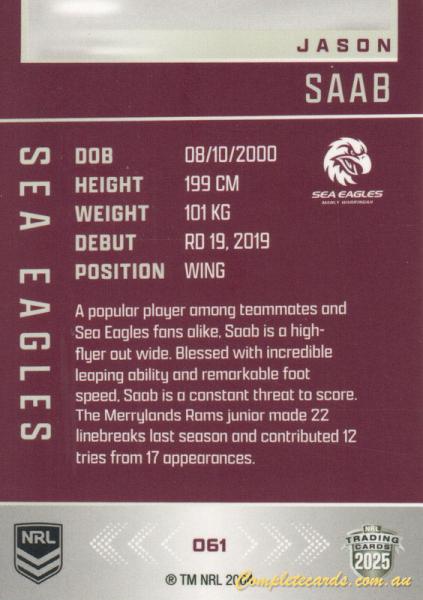 JASON
SAAB
SEA EAGLES
DOB 08/10/2000
HEIGHT 199 CM
WEIGHT 101 KG
DEBUT RD 19, 2019
POSITION WING
SEA EAGLES
MANLY WARRINGAH
A popular player among teammates and
Sea Eagles fans alike, Saab is a high-
flyer out wide. Blessed with incredible
leaping ability and remarkable foot
speed, Saab is a constant threat to score.
The Merrylands Rams junior made 22
linebreaks last season and contributed 12
tries from 17 appearances.
NRL
061
NRL
TRADING
CARDS
2025
® TM NRL
Completecards.com.au